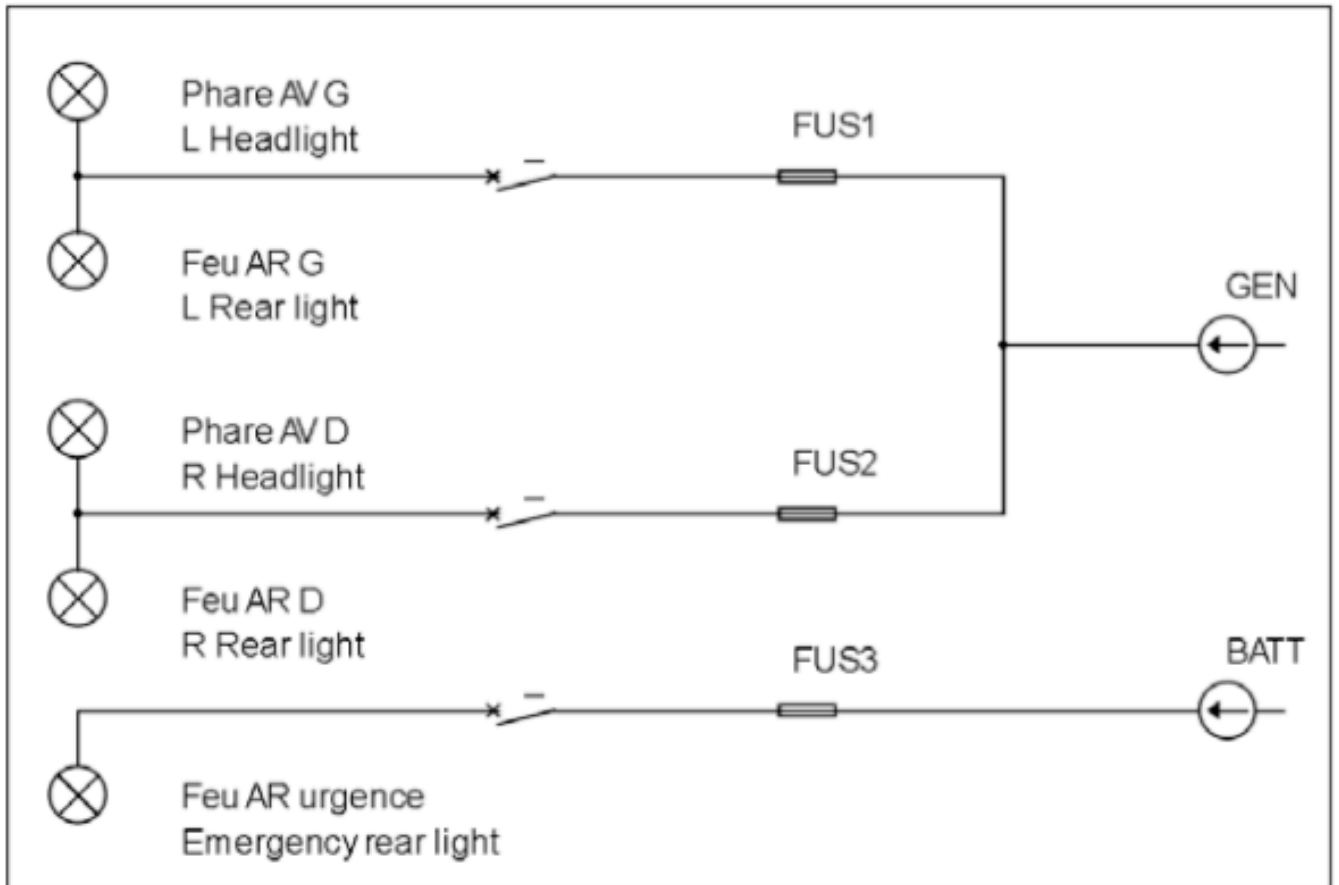 Phare AV G
L Headlight
FUS1
Feu AR G
L Rear light
GEN
Phare AV D
R Headlight
FUS2
Feu AR D
R Rear light
FUS3
BATT
Feu AR urgence
Emergency rear light